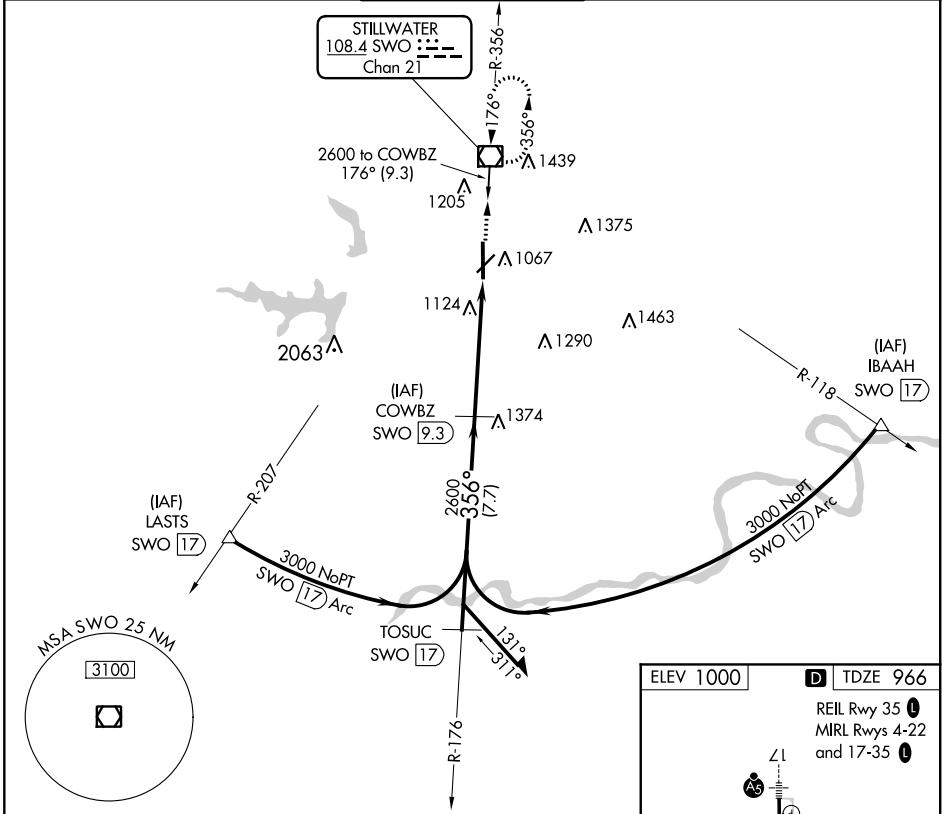 STILLWATER
108.4 SWO
Chan 21
R-356
176°
356°
2600 to COWBZ
176° (9.3)
1439
1205
1375
1067
1124
1463
1290
2063
(IAF)
IBAAH
SWO 17
R-118
(IAF)
COWBZ
SWO 9.3
1374
R-207
2600
356°
(7.7)
(IAF)
LASTS
SWO 17
3000 NoPT
SWO 17 Arc
3000 NoPT
SWO 17 Arc
TOSUC
SWO 17
131°
311°
R-176
MSA SWO 25 NM
3100
ELEV 1000
D TDZE 966
REIL Rwy 35 L
MIRL Rwys 4-22
and 17-35 L
17
A5